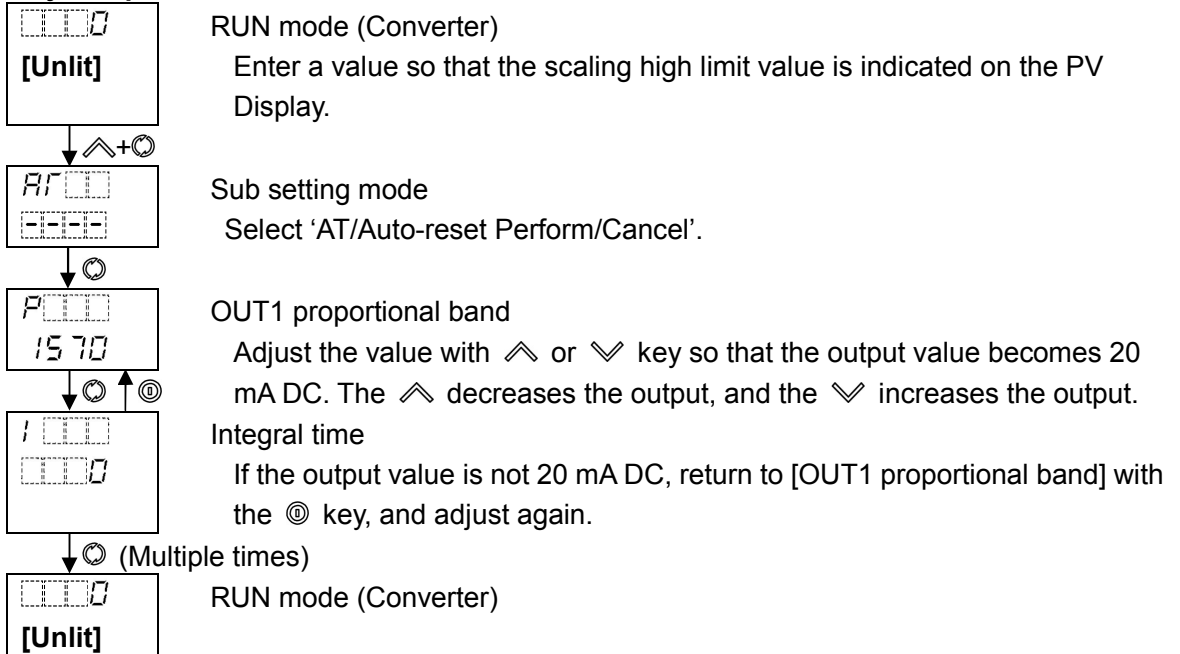 0 RUN mode (Converter)
[Unlit] Enter a value so that the scaling high limit value is indicated on the PV
Display.
+
AT Sub setting mode
---- Select ‘AT/Auto-reset Perform/Cancel’.
P OUT1 proportional band
1570 Adjust the value with or key so that the output value becomes 20
mA DC. The decreases the output, and the increases the output.
I Integral time
0 If the output value is not 20 mA DC, return to [OUT1 proportional band] with
the key, and adjust again.
(Multiple times)
0 RUN mode (Converter)
[Unlit]